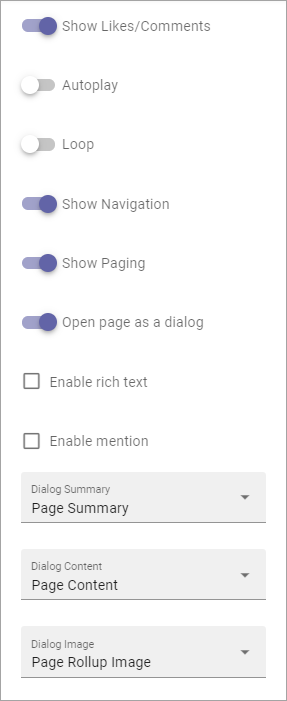 Show Likes/Comments
Autoplay
Loop
Show Navigation
Show Paging
Open page as a dialog
Enable rich text
Enable mention
Dialog Summary
Page Summary
Dialog Content
Page Content
Dialog Image
Page Rollup Image